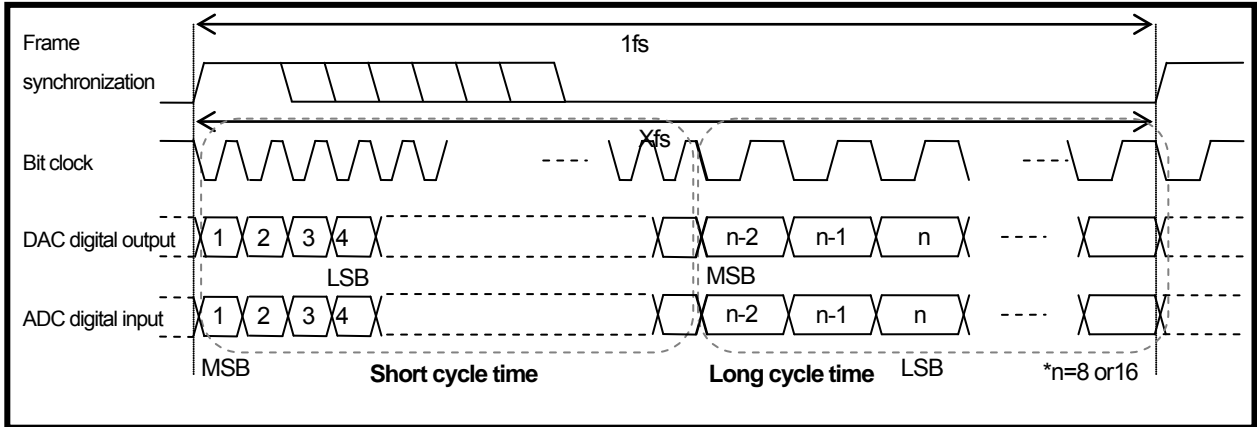 Frame
synchronization
1fs
Xfs
Bit clock
DAC digital output
1 2 3 4 n-2 n-1 n
LSB MSB
ADC digital input
1 2 3 4 n-2 n-1 n
MSB Short cycle time Long cycle time LSB *n=8 or16